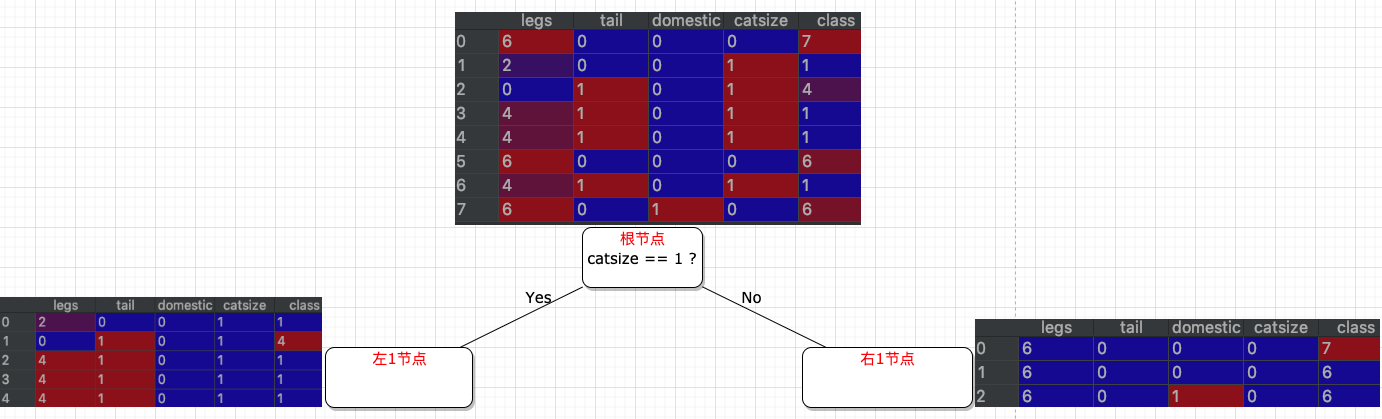 legs tail domestic catsize class
0 6 0 0 0 7
1 2 0 0 1 1
2 0 1 0 1 4
3 4 1 0 1 1
4 4 1 0 1 1
5 6 0 0 0 6
6 4 1 0 1 1
7 6 0 1 0 6
根节点
catsize == 1 ?
Yes
No
legs tail domestic catsize class
0 2 0 0 1 1
1 0 1 0 1 4
2 4 1 0 1 1
3 4 1 0 1 1
4 4 1 0 1 1
左1节点
右1节点
legs tail domestic catsize class
0 6 0 0 0 7
1 6 0 0 0 6
2 6 0 1 0 6